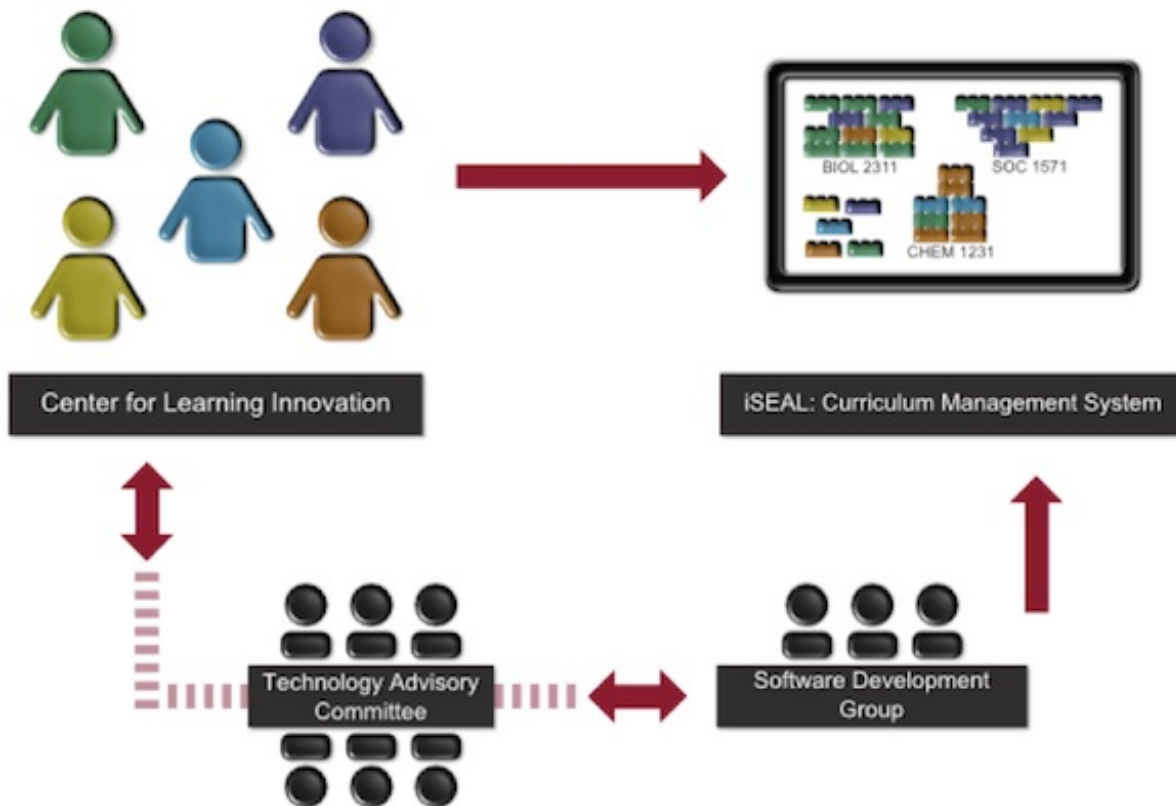 BIOL 2311
SOC 1571
CHEM 1231
Center for Learning Innovation
iSEAL: Curriculum Management System
Technology Advisory
Committee
Software Development
Group